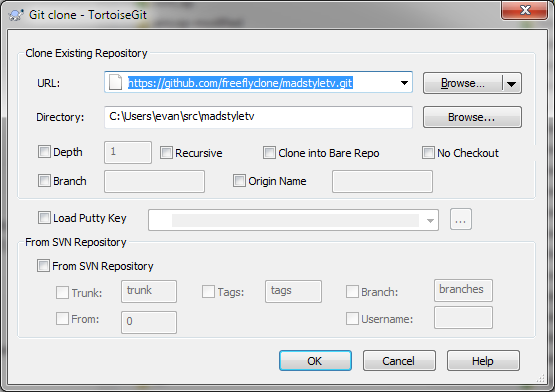 Git clone - TortoiseGit
Clone Existing Repository
URL: https://github.com/freeflyclone/madstyletv.git Browse...
Directory: C:\Users\evan\src\madstyletv Browse...
Depth 1 Recursive Clone into Bare Repo No Checkout
Branch Origin Name
Load Putty Key ...
From SVN Repository
From SVN Repository
Trunk: trunk Tags: tags Branch: branches
From: 0 Username:
OK Cancel Help